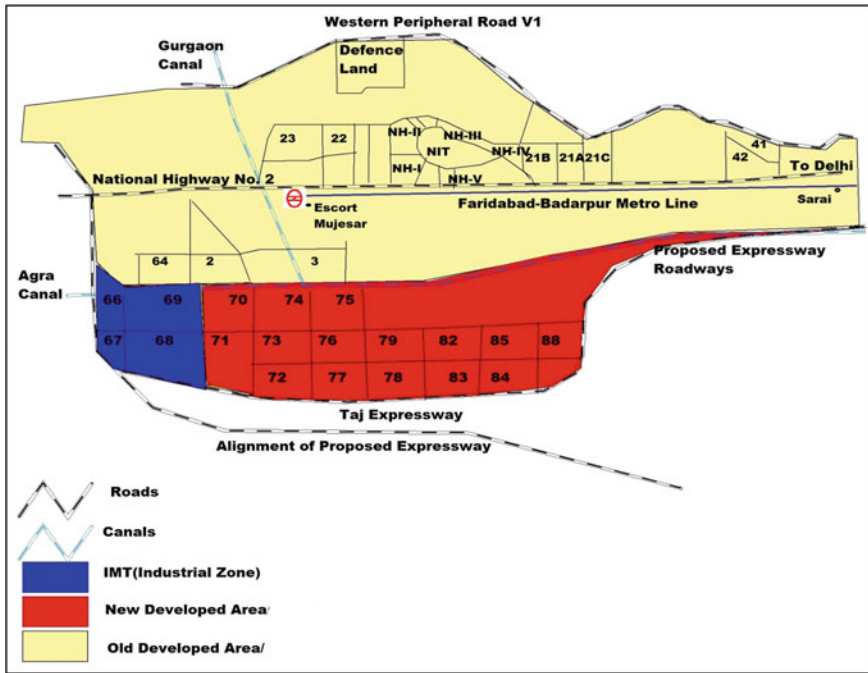 Western Peripheral Road V1
Gurgaon
Canal
Defence
Land
23
22
NH-II
NH-III
NIT
NH-IV
NH-I
NH-V
21B
21A
21C
41
42
To Delhi
National Highway No. 2
Escort
Mujesar
Faridabad-Badarpur Metro Line
Sarai
64
2
3
Proposed Expressway
Roadways
Agra
Canal
66
69
70
74
75
67
68
71
73
76
79
82
85
88
72
77
78
83
84
Taj Expressway
Alignment of Proposed Expressway
Roads
Canals
IMT(Industrial Zone)
New Developed Area/
Old Developed Area/